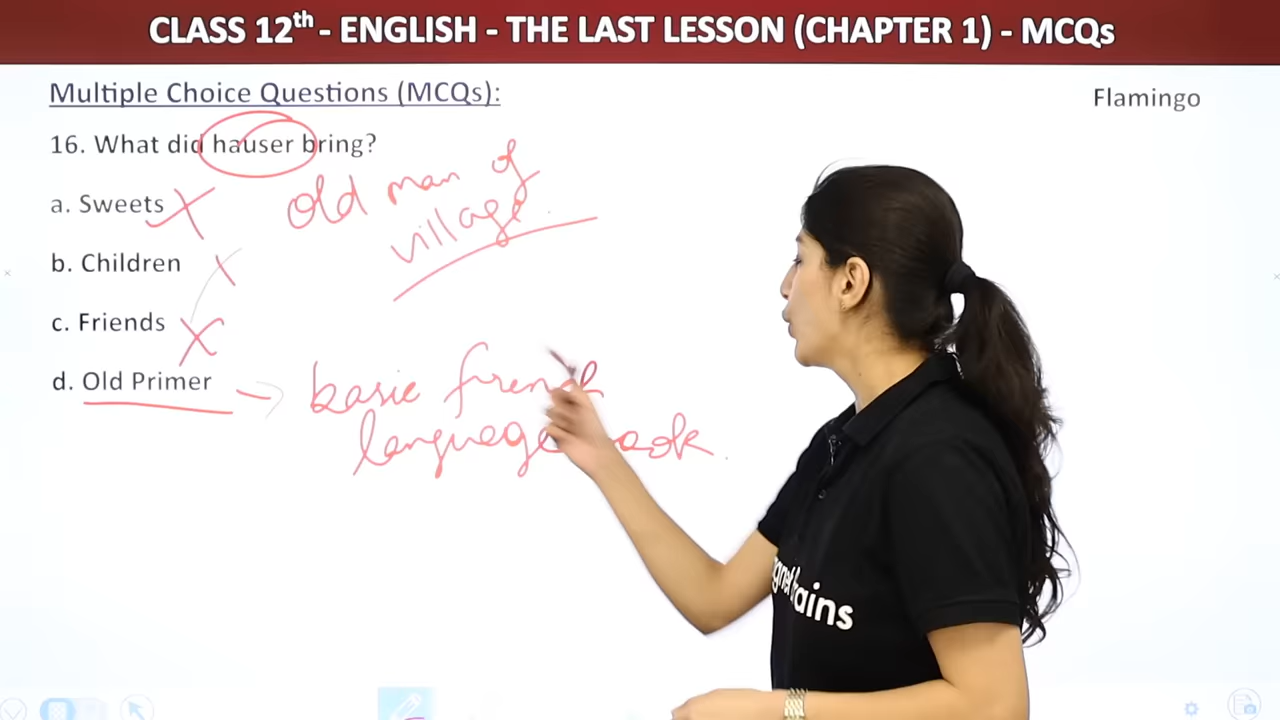 CLASS 12th - ENGLISH - THE LAST LESSON (CHAPTER 1) - MCQs
Multiple Choice Questions (MCQs):
Flamingo
16. What did hauser bring?
a. Sweets
old man of
village
b. Children
c. Friends
d. Old Primer
basic french
language book